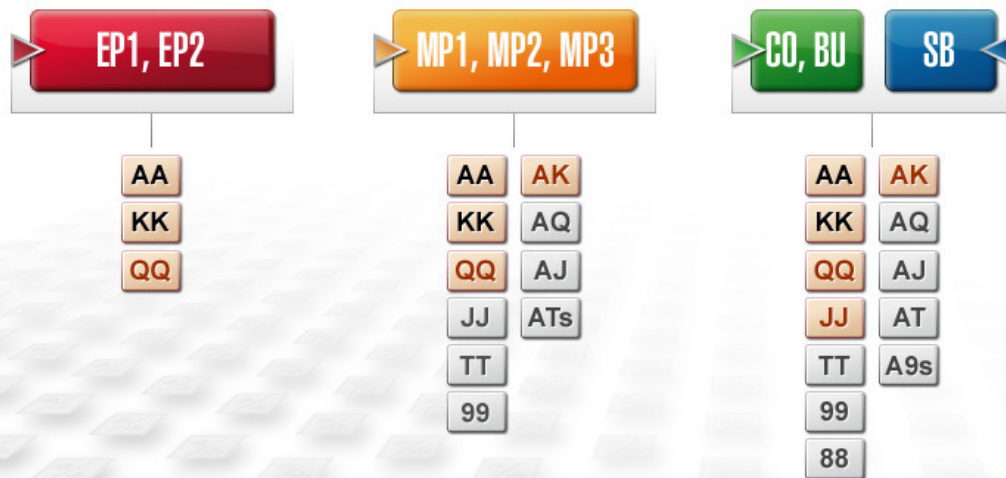 EP1, EP2
AA
KK
QQ
MP1, MP2, MP3
AA AK
KK AQ
QQ AJ
JJ ATs
TT
99
CO, BU SB
AA AK
KK AQ
QQ AJ
JJ AT
TT A9s
99
88